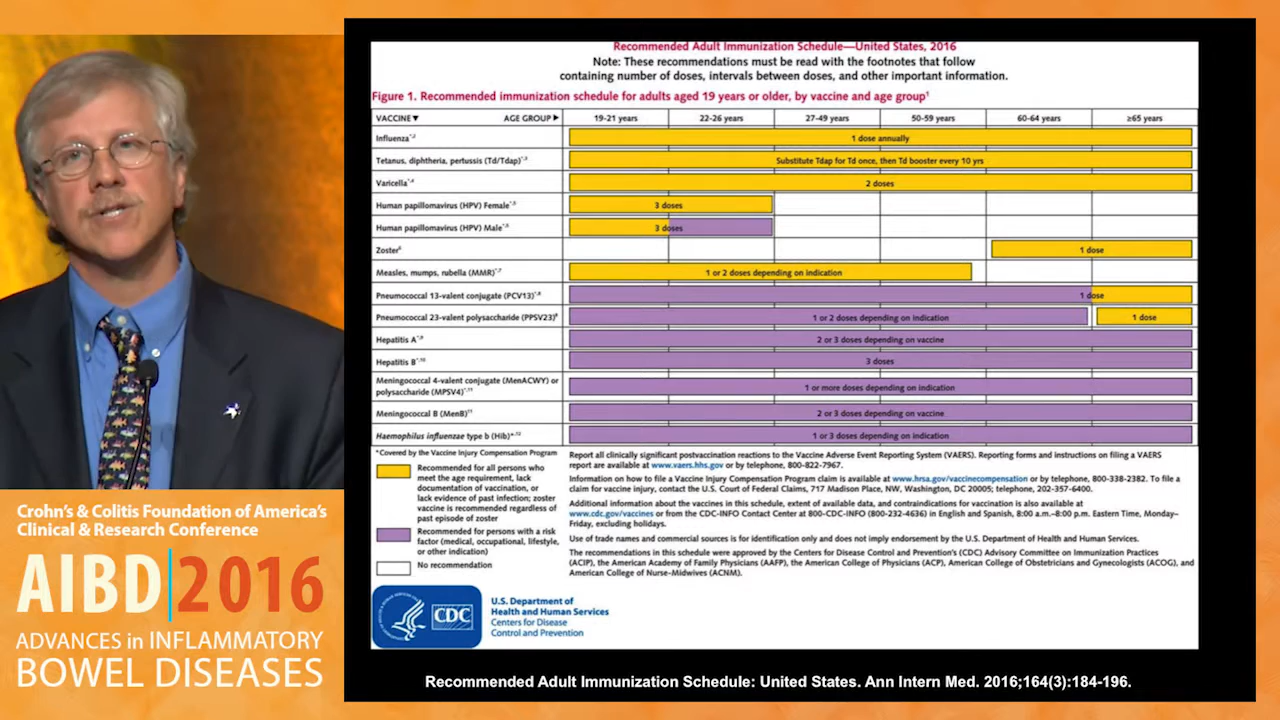 Recommended Adult Immunization Schedule—United States, 2016
Note: These recommendations must be read with the footnotes that follow
containing number of doses, intervals between doses, and other important information.
Figure 1. Recommended immunization schedule for adults aged 19 years or older, by vaccine and age group¹
VACCINE▼ AGE GROUP► 19-21 years 22-26 years 27-49 years 50-59 years 60-64 years ≥65 years
Influenza*,2 1 dose annually
Tetanus, diphtheria, pertussis (Td/Tdap)*,3 Substitute Tdap for Td once, then Td booster every 10 yrs
Varicella*,4 2 doses
Human papillomavirus (HPV) Female*,5 3 doses
Human papillomavirus (HPV) Male*,5 3 doses
Zoster6 1 dose
Measles, mumps, rubella (MMR)*,7 1 or 2 doses depending on indication
Pneumococcal 13-valent conjugate (PCV13)*,8 1 dose
Pneumococcal 23-valent polysaccharide (PPSV23)8 1 or 2 doses depending on indication 1 dose
Hepatitis A*,9 2 or 3 doses depending on vaccine
Hepatitis B*,10 3 doses
Meningococcal 4-valent conjugate (MenACWY) or
polysaccharide (MPSV4)*,11 1 or more doses depending on indication
Meningococcal B (MenB)11 2 or 3 doses depending on vaccine
Haemophilus influenzae type b (Hib)*,12 1 or 3 doses depending on indication
*Covered by the Vaccine Injury Compensation Program
Recommended for all persons who
meet the age requirement, lack
documentation of vaccination, or
lack evidence of past infection; zoster
vaccine is recommended regardless of
past episode of zoster
Recommended for persons with a risk
factor (medical, occupational, lifestyle,
or other indication)
No recommendation
Report all clinically significant postvaccination reactions to the Vaccine Adverse Event Reporting System (VAERS). Reporting forms and instructions on filing a VAERS
report are available at www.vaers.hhs.gov or by telephone, 800-822-7967.
Information on how to file a Vaccine Injury Compensation Program claim is available at www.hrsa.gov/vaccinecompensation or by telephone, 800-338-2382. To file a
claim for vaccine injury, contact the U.S. Court of Federal Claims, 717 Madison Place, NW, Washington, DC 20005; telephone, 202-357-6400.
Additional information about the vaccines in this schedule, extent of available data, and contraindications for vaccination is also available at
www.cdc.gov/vaccines or from the CDC-INFO Contact Center at 800-CDC-INFO (800-232-4636) in English and Spanish, 8:00 a.m.–8:00 p.m. Eastern Time, Monday–
Friday, excluding holidays.
Use of trade names and commercial sources is for identification only and does not imply endorsement by the U.S. Department of Health and Human Services.
The recommendations in this schedule were approved by the Centers for Disease Control and Prevention's (CDC) Advisory Committee on Immunization Practices
(ACIP), the American Academy of Family Physicians (AAFP), the American College of Physicians (ACP), American College of Obstetricians and Gynecologists (ACOG), and
American College of Nurse-Midwives (ACNM).
CDC
U.S. Department of
Health and Human Services
Centers for Disease
Control and Prevention
Recommended Adult Immunization Schedule: United States. Ann Intern Med. 2016;164(3):184-196.
Crohn's & Colitis Foundation of America's
Clinical & Research Conference
AIBD 2016
ADVANCES in INFLAMMATORY
BOWEL DISEASES